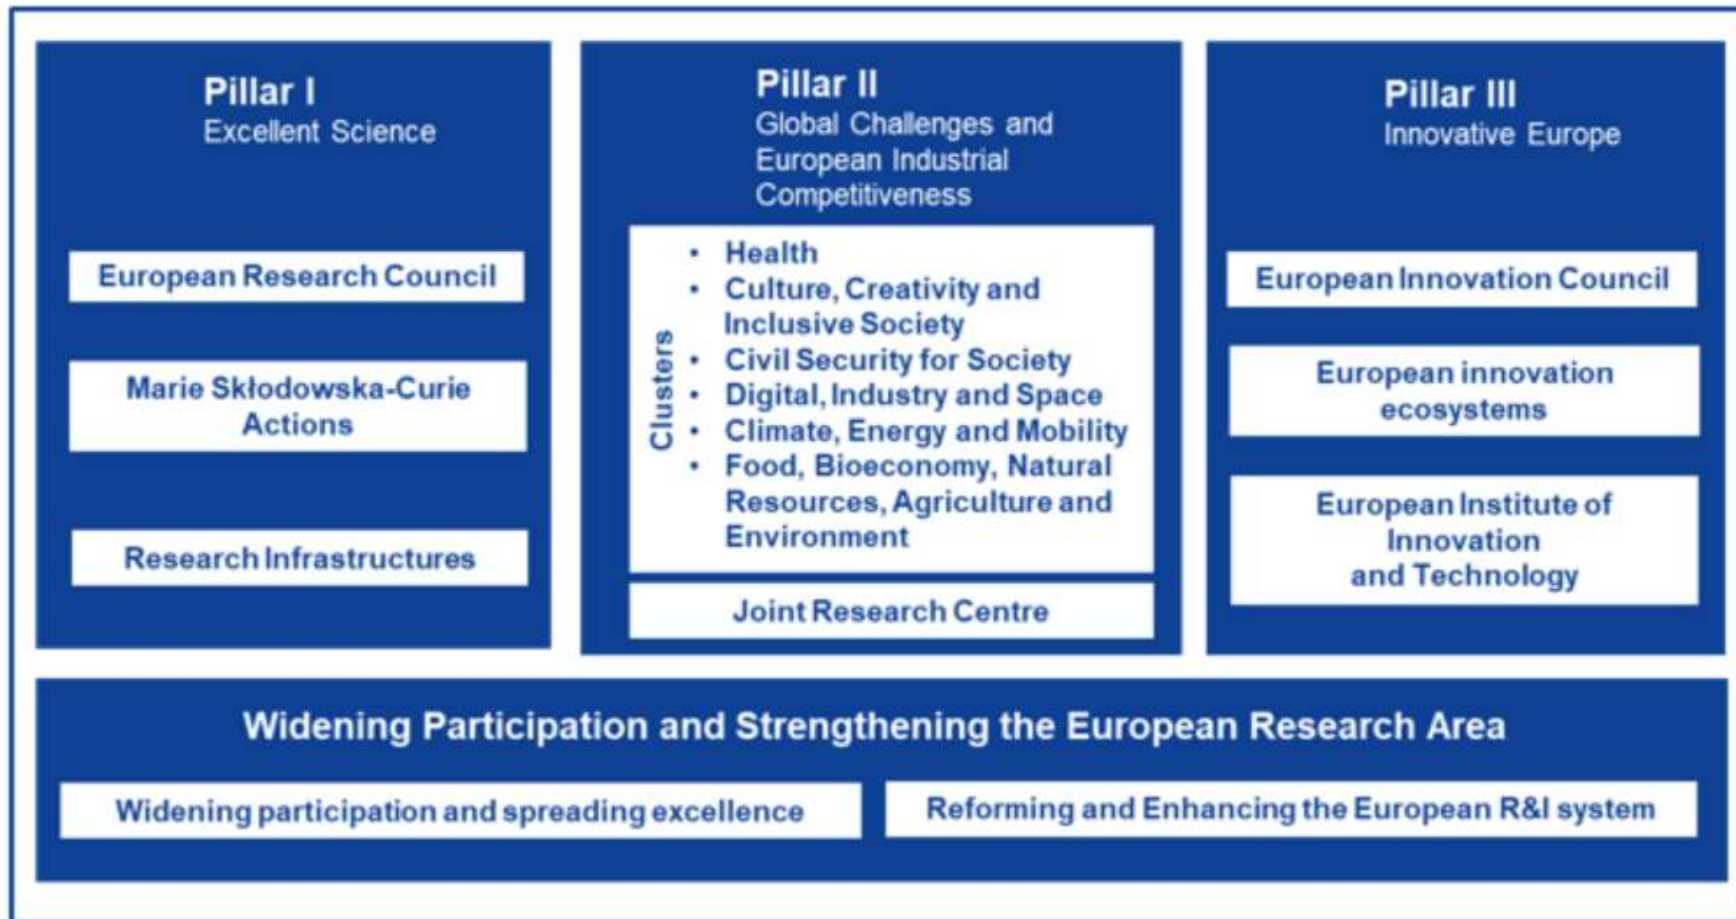 Pillar I
Excellent Science
European Research Council
Marie Skłodowska-Curie
Actions
Research Infrastructures
Pillar II
Global Challenges and
European Industrial
Competitiveness
Clusters
• Health
• Culture, Creativity and
Inclusive Society
• Civil Security for Society
• Digital, Industry and Space
• Climate, Energy and Mobility
• Food, Bioeconomy, Natural
Resources, Agriculture and
Environment
Joint Research Centre
Pillar III
Innovative Europe
European Innovation Council
European innovation
ecosystems
European Institute of
Innovation
and Technology
Widening Participation and Strengthening the European Research Area
Widening participation and spreading excellence
Reforming and Enhancing the European R&I system